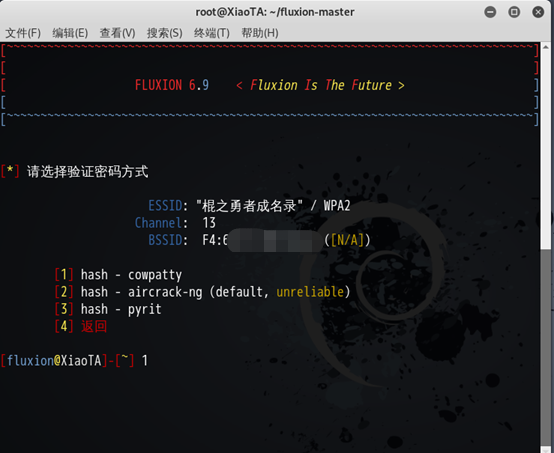 root@XiaoTA: ~/fluxion-master
文件(F) 编辑(E) 查看(V) 搜索(S) 终端(T) 帮助(H)
[~~~~~~~~~~~~~~~~~~~~~~~~~~~~~~~~~~~~~~~~~~~~~~~~~~~~~~~~~~~~~~~~~~~~~~~~~~~~~~]
[ ]
[ FLUXION 6.9 < Fluxion Is The Future > ]
[ ]
[~~~~~~~~~~~~~~~~~~~~~~~~~~~~~~~~~~~~~~~~~~~~~~~~~~~~~~~~~~~~~~~~~~~~~~~~~~~~~~]
[*] 请选择验证密码方式
ESSID: "棍之勇者成名录" / WPA2
Channel: 13
BSSID: F4:6 ([N/A])
[1] hash - cowpatty
[2] hash - aircrack-ng (default, unreliable)
[3] hash - pyrit
[4] 返回
[fluxion@XiaoTA]-[~] 1